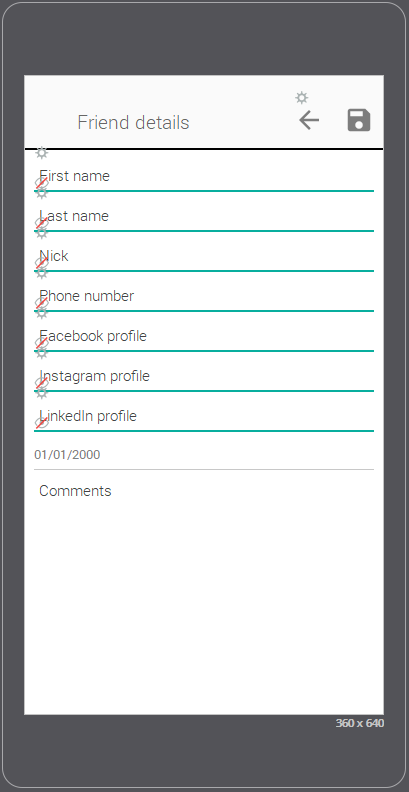 Friend details
First name
Last name
Nick
Phone number
Facebook profile
Instagram profile
LinkedIn profile
01/01/2000
Comments
360 x 640